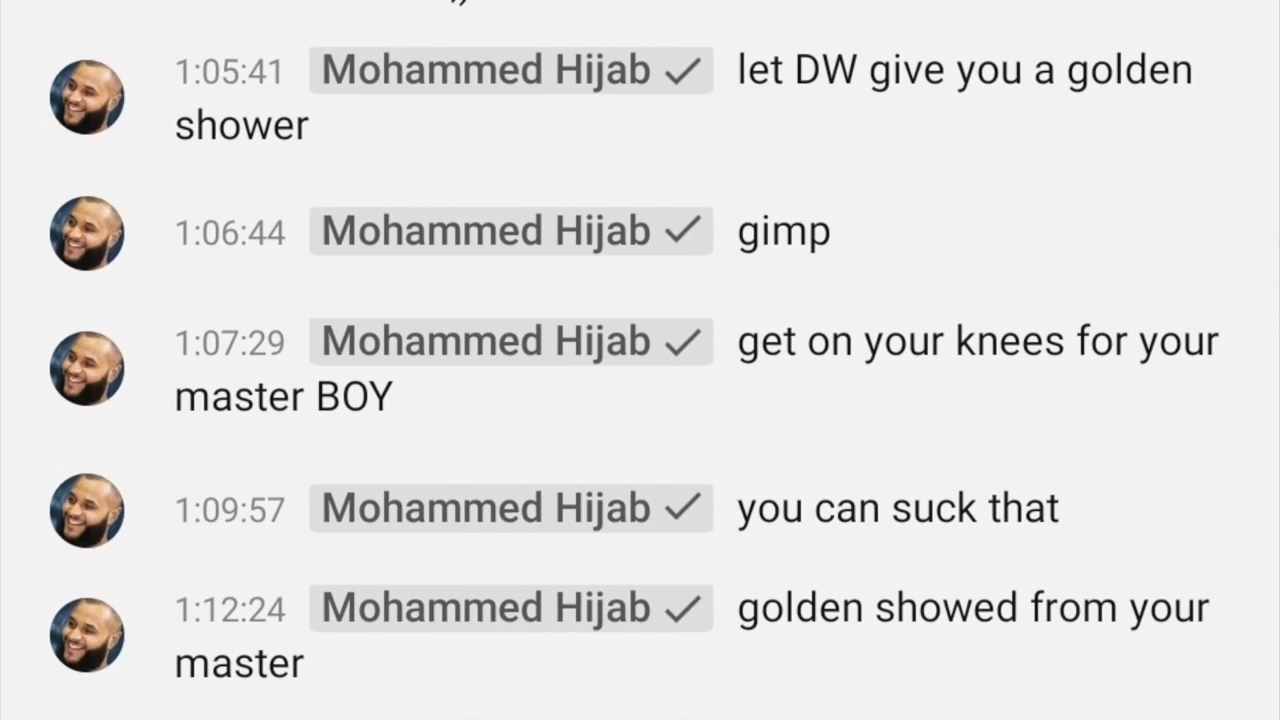 1:05:41 Mohammed Hijab ✓ let DW give you a golden
shower
1:06:44 Mohammed Hijab ✓ gimp
1:07:29 Mohammed Hijab ✓ get on your knees for your
master BOY
1:09:57 Mohammed Hijab ✓ you can suck that
1:12:24 Mohammed Hijab ✓ golden showed from your
master